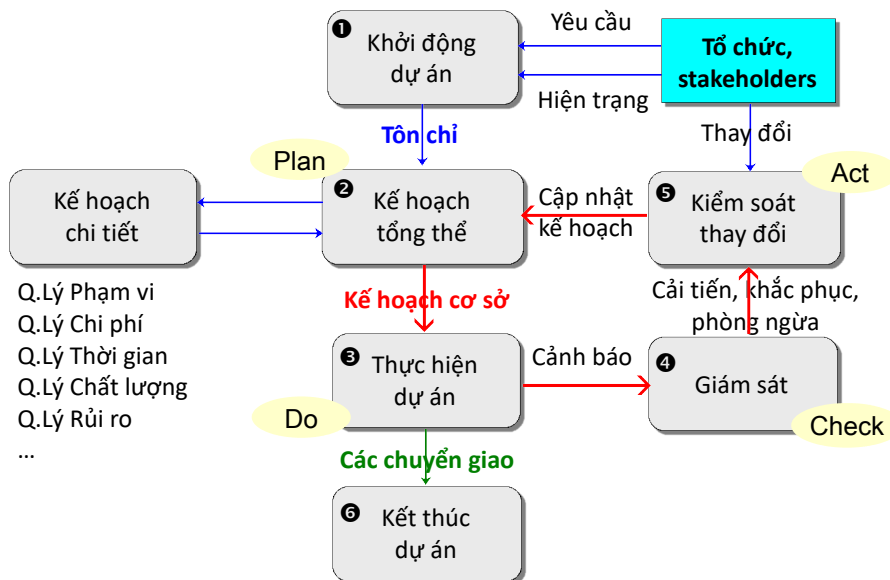 ❶
Khởi động
dự án
Yêu cầu
Hiện trạng
Tổ chức,
stakeholders
Tôn chỉ
Thay đổi
Plan
Act
Kế hoạch
chi tiết
❷
Kế hoạch
tổng thể
Cập nhật
kế hoạch
❺
Kiểm soát
thay đổi
Q.Lý Phạm vi
Q.Lý Chi phí
Q.Lý Thời gian
Q.Lý Chất lượng
Q.Lý Rủi ro
...
Kế hoạch cơ sở
Cải tiến, khắc phục,
phòng ngừa
❸
Thực hiện
dự án
Do
Cảnh báo
❹
Giám sát
Check
Các chuyển giao
❻
Kết thúc
dự án